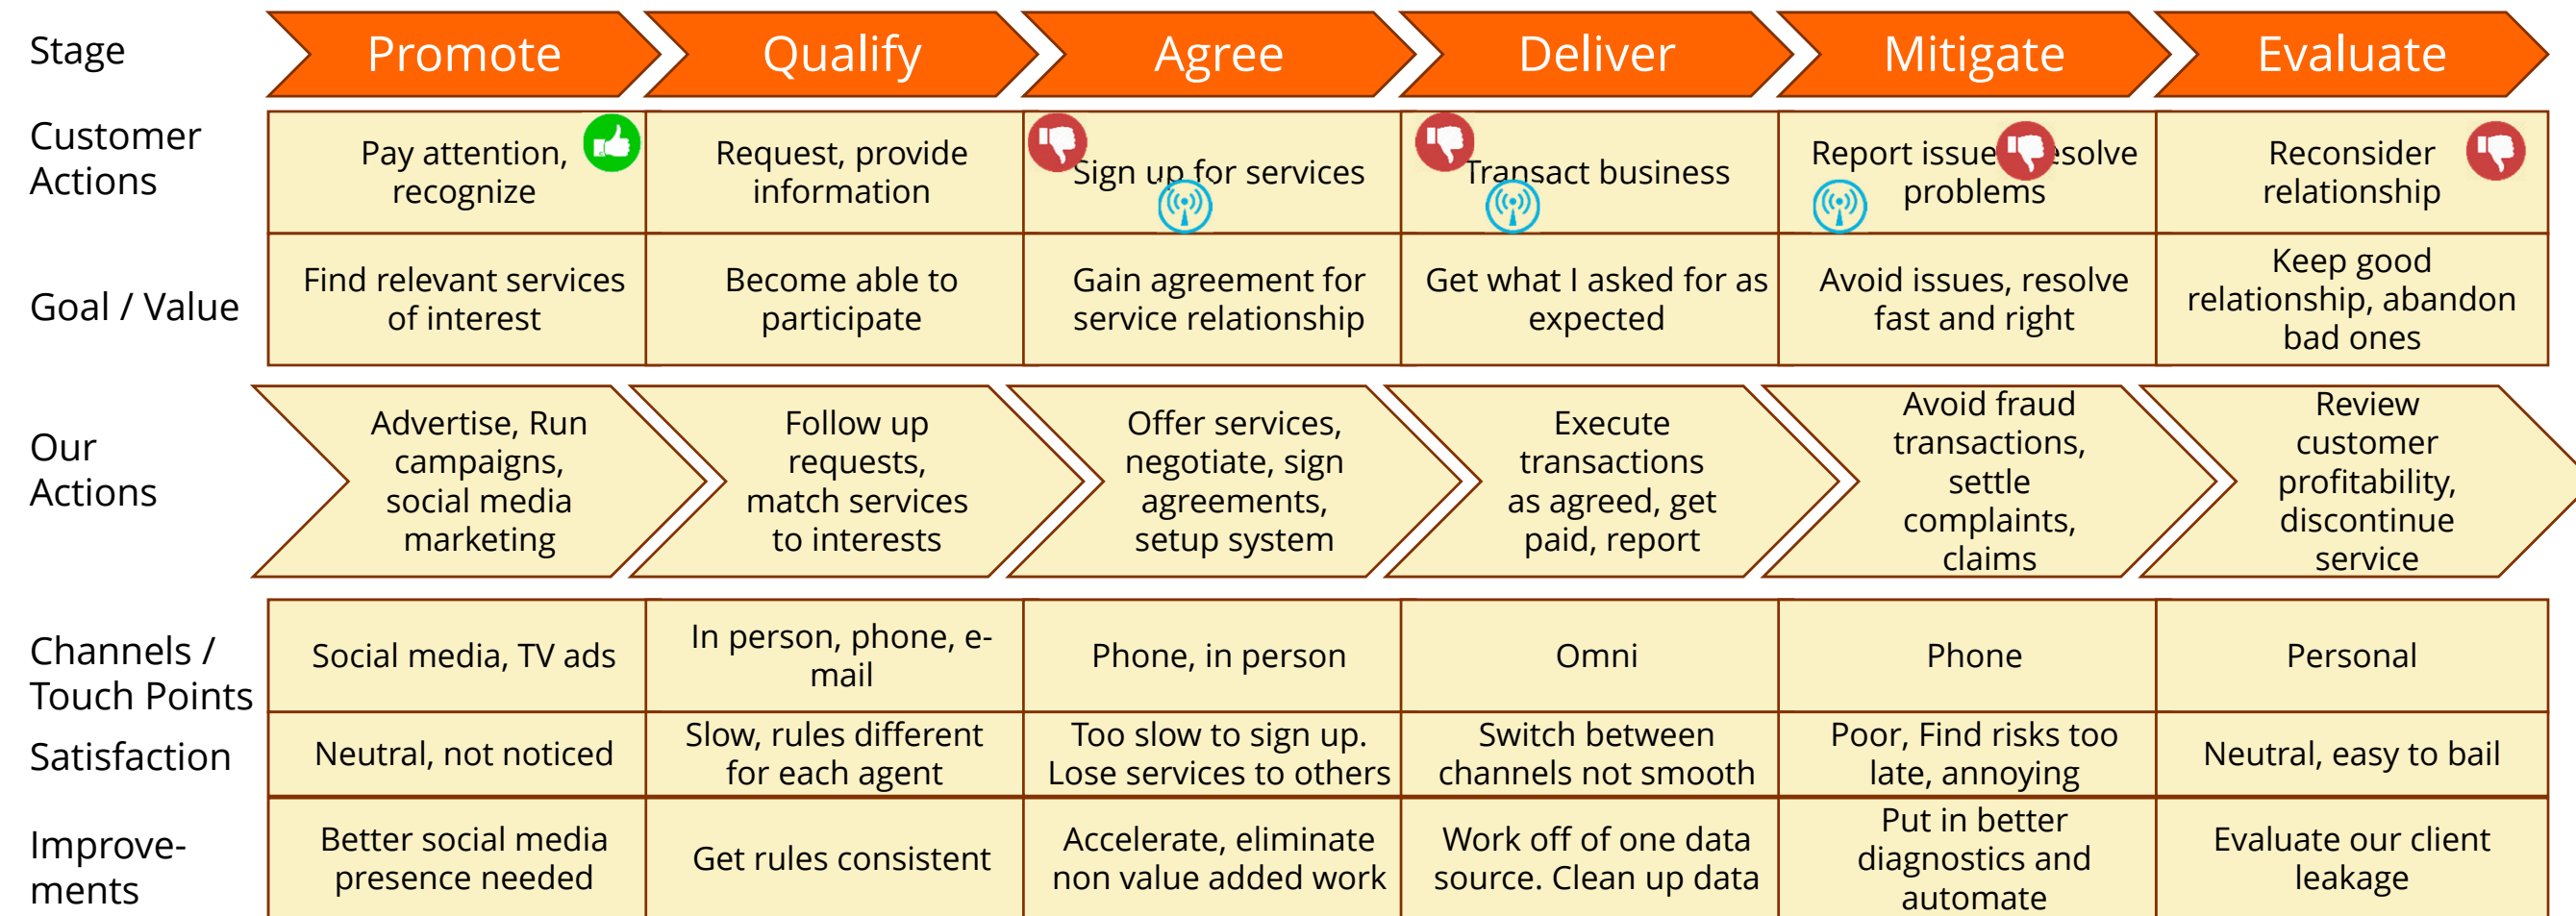 Stage
Promote
Qualify
Agree
Deliver
Mitigate
Evaluate
Customer
Actions
Pay attention,
recognize
Request, provide
information
Sign up for services
Transact business
Report issue esolve
problems
Reconsider
relationship
Goal / Value
Find relevant services
of interest
Become able to
participate
Gain agreement for
service relationship
Get what I asked for as
expected
Avoid issues, resolve
fast and right
Keep good
relationship, abandon
bad ones
Our
Actions
Advertise, Run
campaigns,
social media
marketing
Follow up
requests,
match services
to interests
Offer services,
negotiate, sign
agreements,
setup system
Execute
transactions
as agreed, get
paid, report
Avoid fraud
transactions,
settle
complaints,
claims
Review
customer
profitability,
discontinue
service
Channels /
Touch Points
Social media, TV ads
In person, phone, e-
mail
Phone, in person
Omni
Phone
Personal
Satisfaction
Neutral, not noticed
Slow, rules different
for each agent
Too slow to sign up.
Lose services to others
Switch between
channels not smooth
Poor, Find risks too
late, annoying
Neutral, easy to bail
Improve-
ments
Better social media
presence needed
Get rules consistent
Accelerate, eliminate
non value added work
Work off of one data
source. Clean up data
Put in better
diagnostics and
automate
Evaluate our client
leakage